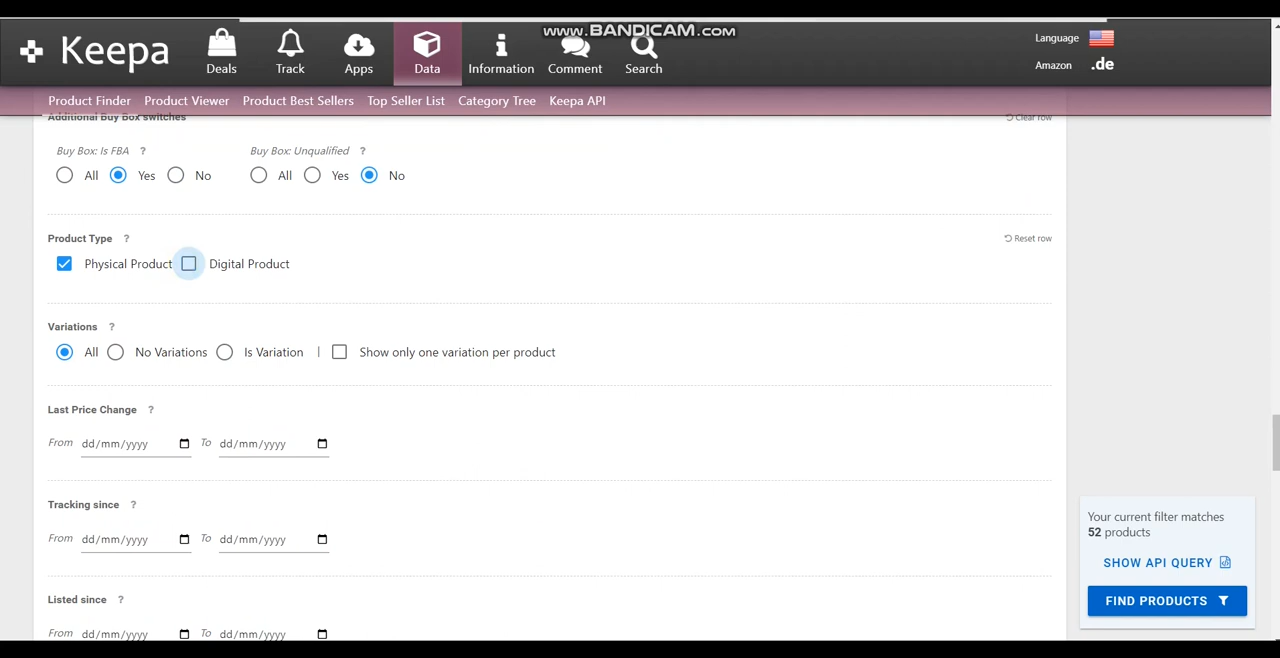 www.BANDICAM.com
Keepa
Deals
Track
Apps
Data
Information
Comment
Search
Language
Amazon .de
Product Finder Product Viewer Product Best Sellers Top Seller List Category Tree Keepa API
Additional Buy Box switches Clear row
Buy Box: Is FBA ? Buy Box: Unqualified ?
All Yes No All Yes No
Product Type ? Reset row
Physical Product Digital Product
Variations ?
All No Variations Is Variation | Show only one variation per product
Last Price Change ?
From dd/mm/yyyy To dd/mm/yyyy
Tracking since ?
From dd/mm/yyyy To dd/mm/yyyy
Listed since ?
From dd/mm/yyyy To dd/mm/yyyy
Your current filter matches
52 products
SHOW API QUERY
FIND PRODUCTS